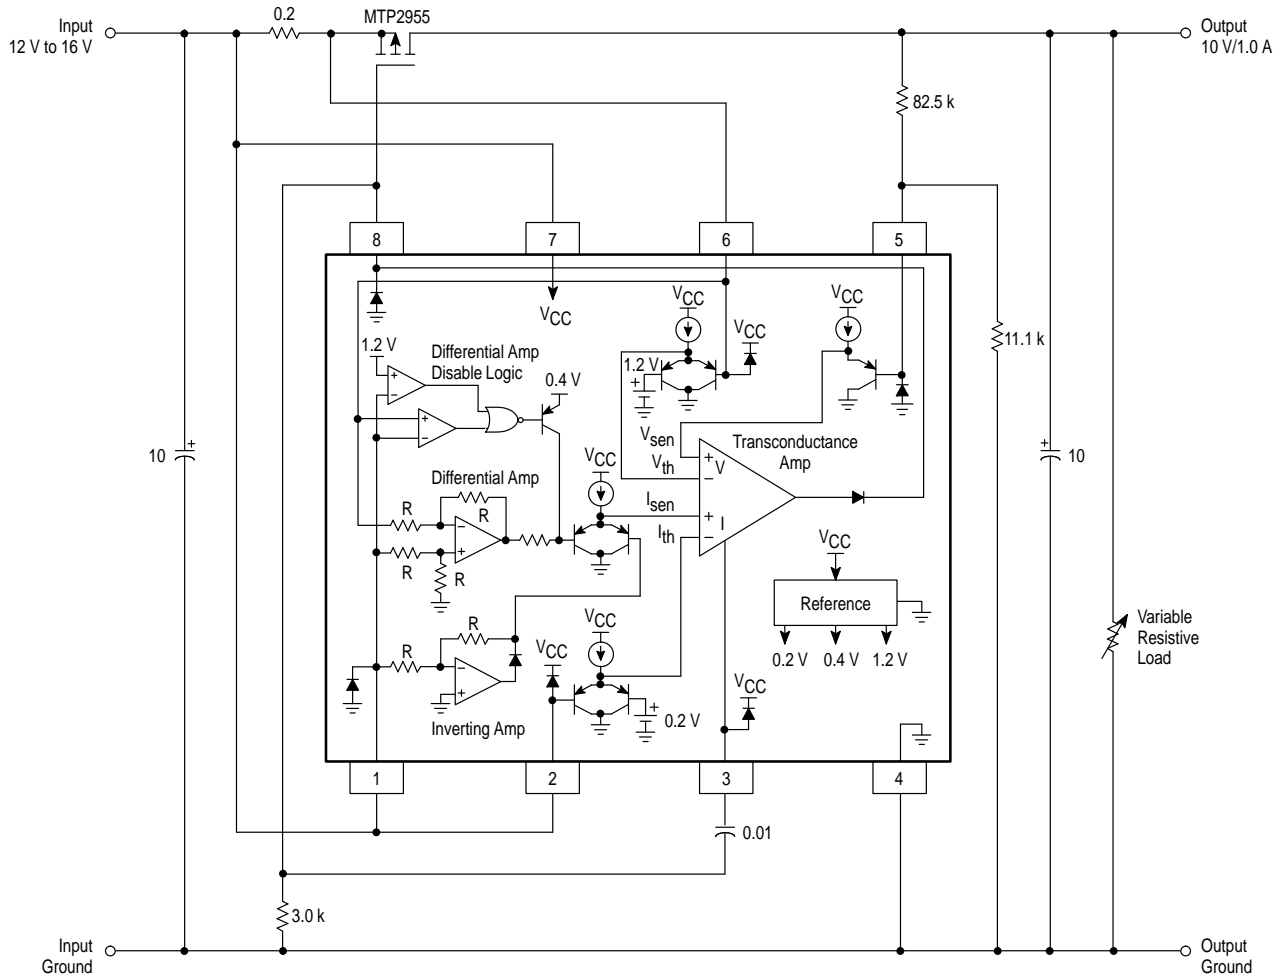 Input
12 V to 16 V
0.2
MTP2955
Output
10 V/1.0 A
82.5 k
8
7
6
5
VCC
VCC
VCC
VCC
1.2 V
Differential Amp
Disable Logic
0.4 V
1.2 V
11.1 k
Vsen
Vth
Transconductance
Amp
V
10
10
VCC
Differential Amp
R
R
Isen
Ith
I
R
R
VCC
Reference
0.2 V
0.4 V
1.2 V
Variable
Resistive
Load
R
R
VCC
VCC
VCC
0.2 V
Inverting Amp
1
2
3
4
0.01
3.0 k
Input
Ground
Output
Ground